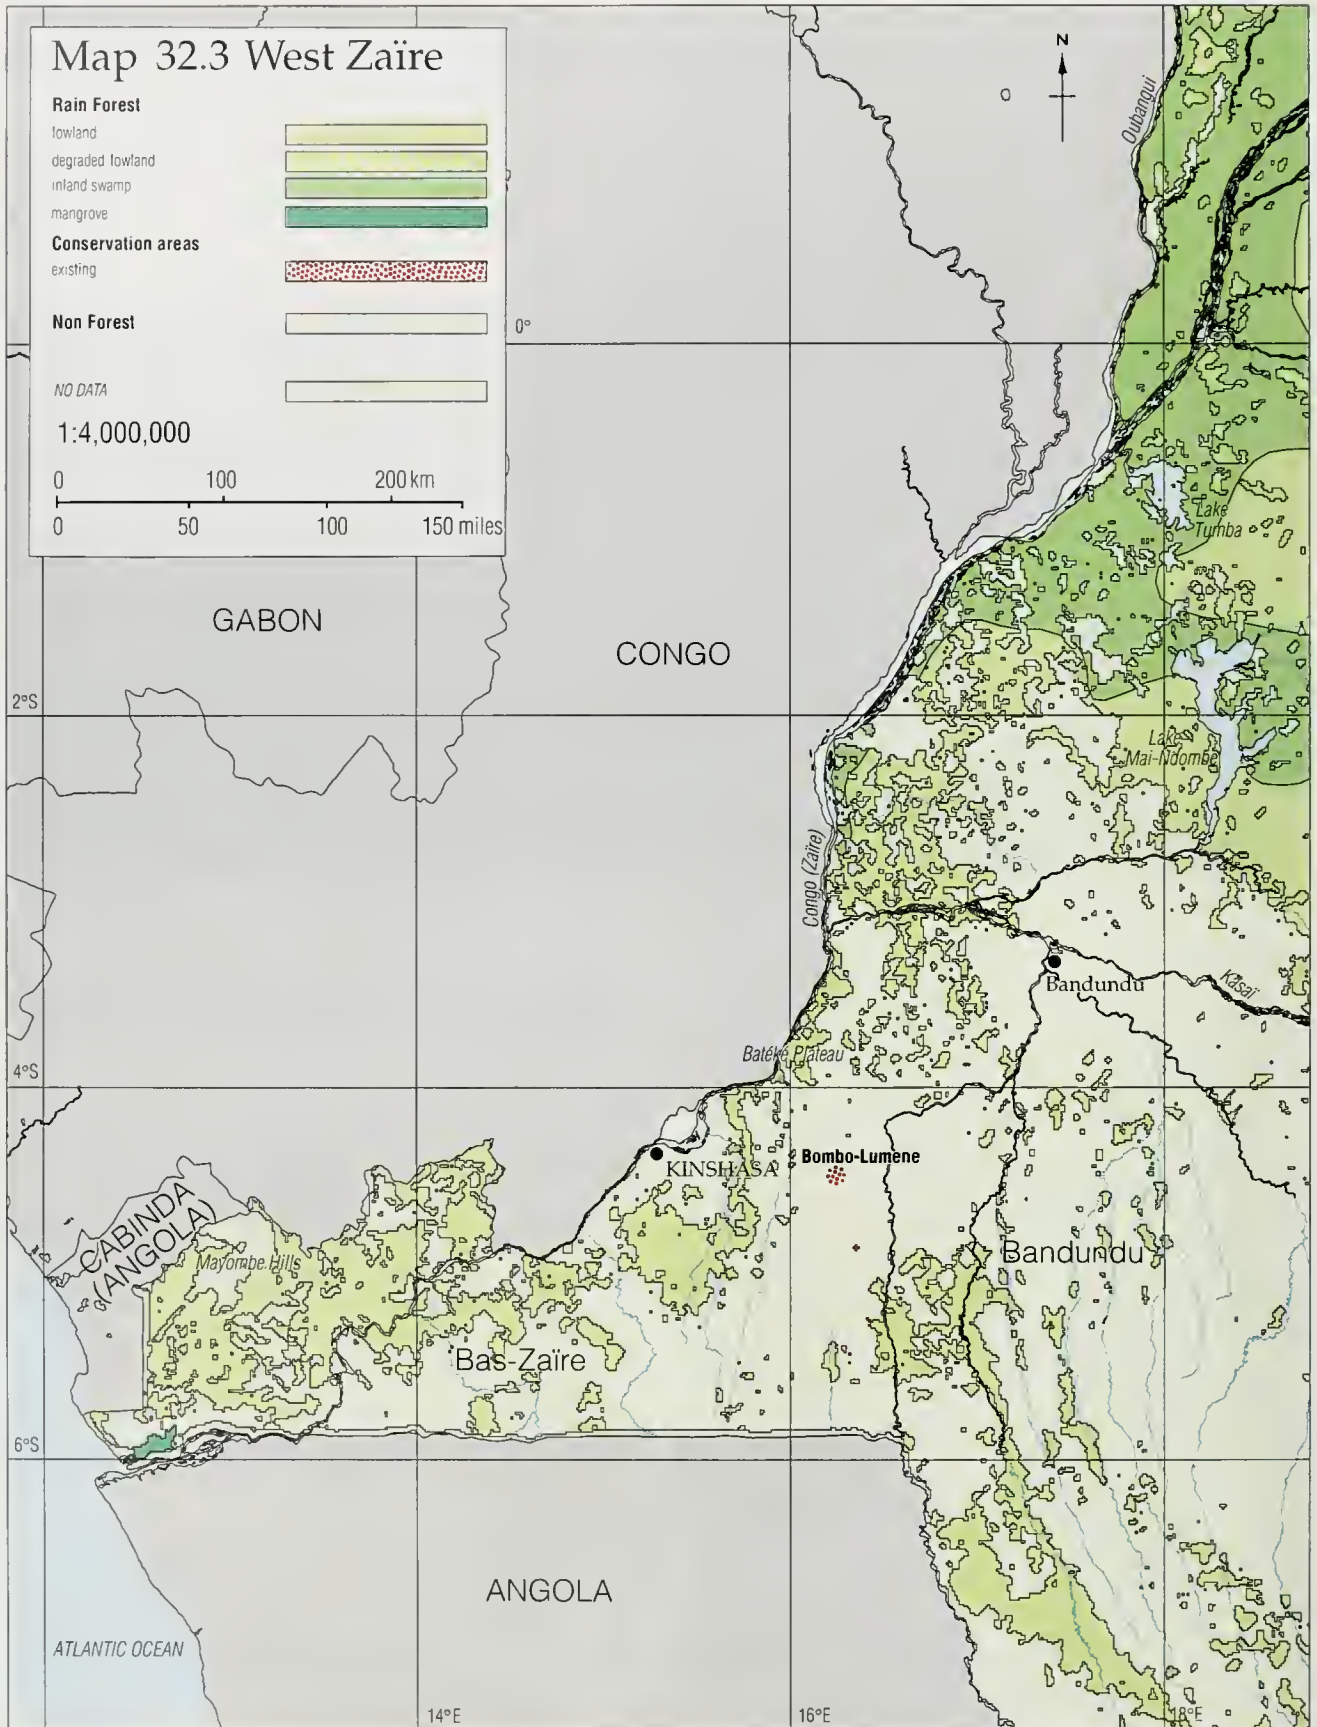 Map 32.3 West Zaïre
Rain Forest
lowland
degraded lowland
inland swamp
mangrove
Conservation areas
existing
Non Forest
NO DATA
1:4,000,000
0 100 200 km
0 50 100 150 miles
N
Oubangui
0°
Lake
Tumba
GABON
CONGO
2°S
Lake
Mai-Ndombe
Congo (Zaïre)
Bandundu
Kasaï
Batéké Plateau
4°S
Bombo-Lumene
KINSHASA
CABINDA
(ANGOLA)
Mayombe Hills
Bandundu
Bas-Zaïre
6°S
ANGOLA
ATLANTIC OCEAN
14°E
16°E
18°E